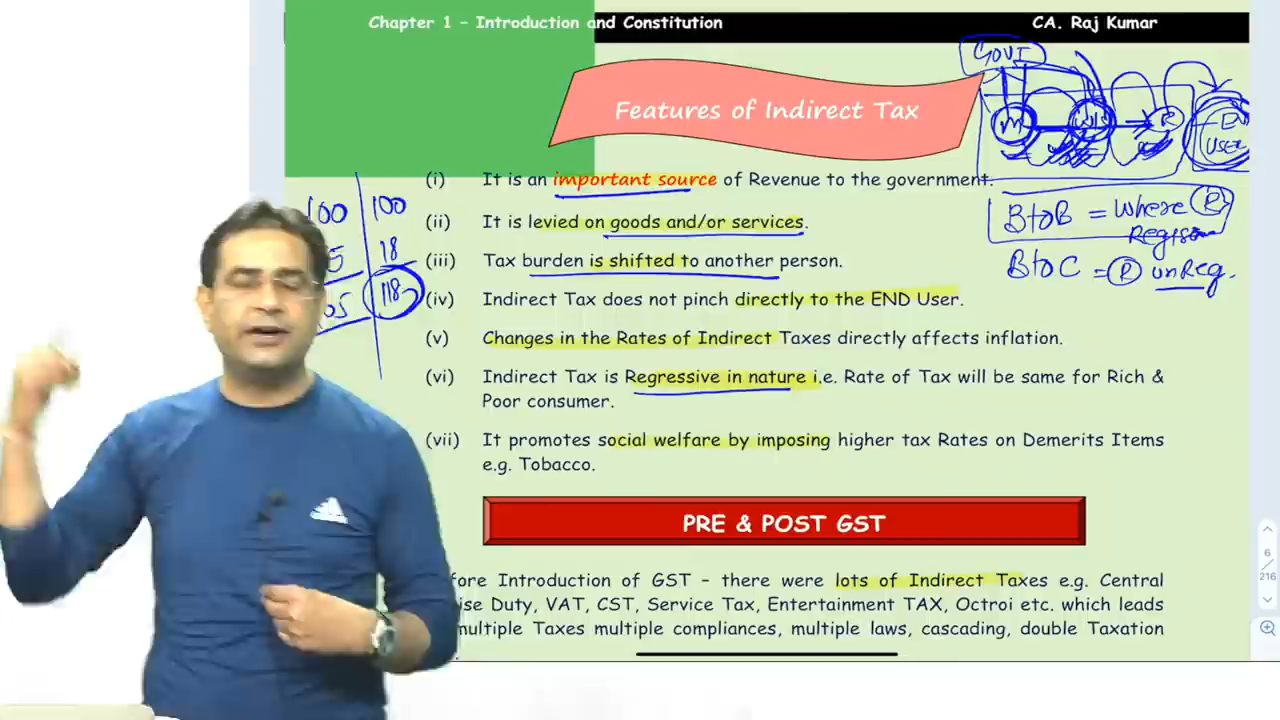 Chapter 1 – Introduction and Constitution
CA. Raj Kumar
Features of Indirect Tax
GOVT
M
R
USER
(i) It is an important source of Revenue to the government.
(ii) It is levied on goods and/or services.
(iii) Tax burden is shifted to another person.
(iv) Indirect Tax does not pinch directly to the END User.
(v) Changes in the Rates of Indirect Taxes directly affects inflation.
(vi) Indirect Tax is Regressive in nature i.e. Rate of Tax will be same for Rich &
Poor consumer.
(vii) It promotes social welfare by imposing higher tax Rates on Demerits Items
e.g. Tobacco.
100 100
5 18
05 118
BtoB = Where R
BtoC = R unReg.
PRE & POST GST
fore Introduction of GST – there were lots of Indirect Taxes e.g. Central
ise Duty, VAT, CST, Service Tax, Entertainment TAX, Octroi etc. which leads
multiple Taxes multiple compliances, multiple laws, cascading, double Taxation
6
/
216